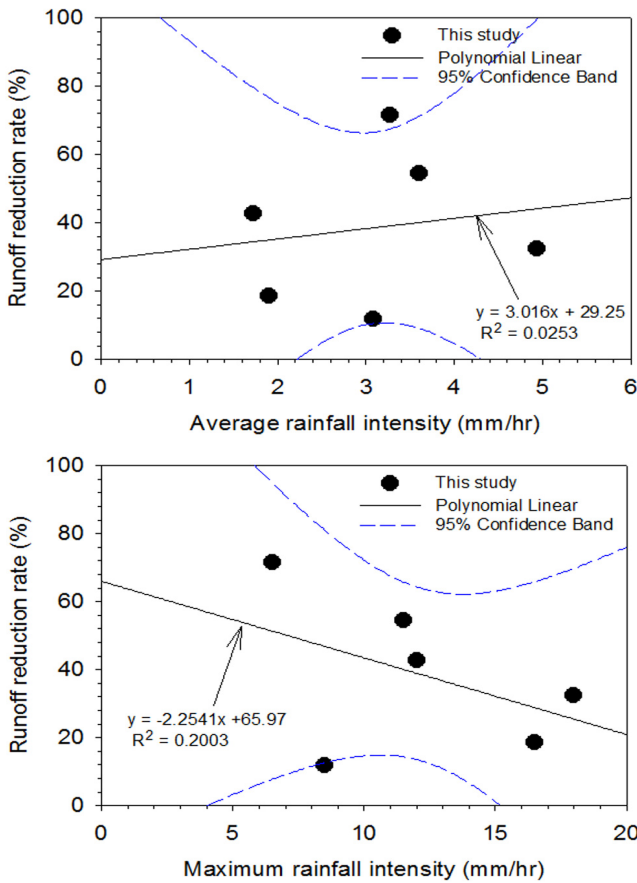 100
80
60
40
20
0
Runoff reduction rate (%)
This study
Polynomial Linear
95% Confidence Band
y = 3.016x + 29.25
R² = 0.0253
0 1 2 3 4 5 6
Average rainfall intensity (mm/hr)
100
80
60
40
20
0
Runoff reduction rate (%)
This study
Polynomial Linear
95% Confidence Band
y = -2.2541x +65.97
R² = 0.2003
0 5 10 15 20
Maximum rainfall intensity (mm/hr)